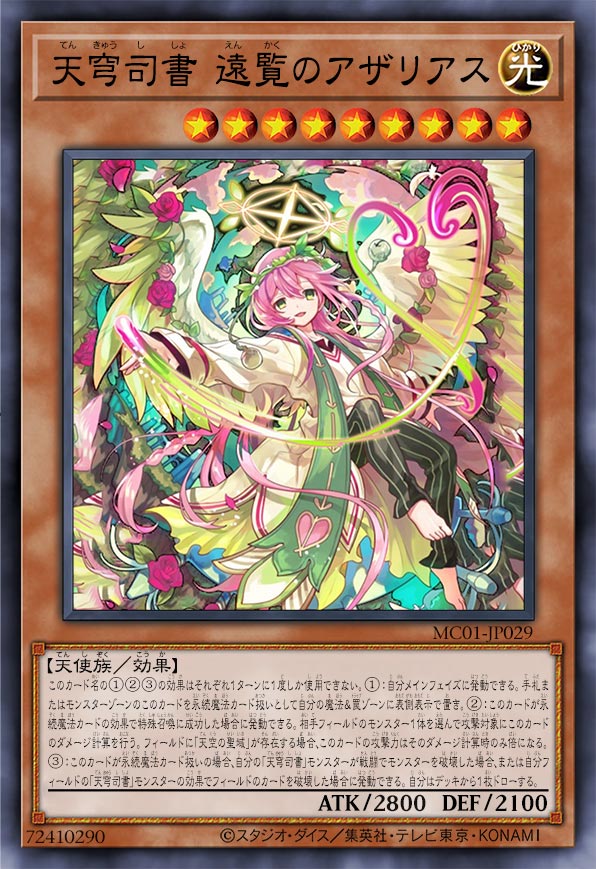 天穹司書 遠覧のアザリアス
光
MC01-JP029
【天使族／効果】
このカード名の①②③の効果はそれぞれ1ターンに1度しか使用できない。①：自分メインフェイズに発動できる。手札ま
たはモンスターゾーンのこのカードを永続魔法カード扱いとして自分の魔法＆罠ゾーンに表側表示で置き。②：このカードが永
続魔法カードの効果で特殊召喚に成功した場合に発動できる。相手フィールドのモンスター1体を選んで攻撃対象にこのカード
のダメージ計算を行う。フィールドに「天空の聖域」が存在する場合、このカードの攻撃力はそのダメージ計算時のみ倍になる。
③：このカードが永続魔法カード扱いの場合、自分の「天穹司書」モンスターが戦闘でモンスターを破壊した場合、または自分フ
ィールドの「天穹司書」モンスターの効果でフィールドのカードを破壊した場合に発動できる。自分はデッキから1枚ドローする。
ATK/2800 DEF/2100
72410290 ©スタジオ・ダイス／集英社・テレビ東京・KONAMI